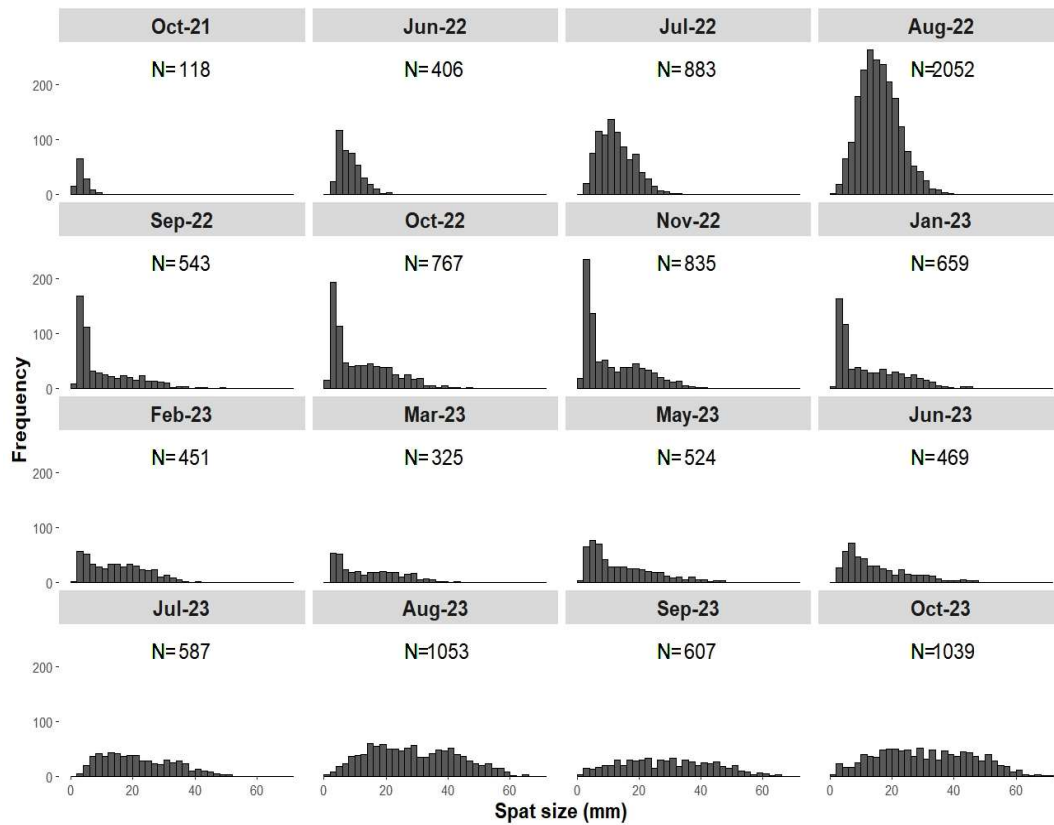 Oct-21 Jun-22 Jul-22 Aug-22
N= 118 N= 406 N= 883 N=2052
200
100
0
Sep-22 Oct-22 Nov-22 Jan-23
N= 543 N= 767 N= 835 N= 659
200
100
0
Feb-23 Mar-23 May-23 Jun-23
N= 451 N= 325 N= 524 N= 469
200
100
0
Jul-23 Aug-23 Sep-23 Oct-23
N= 587 N=1053 N= 607 N=1039
200
100
0
0 20 40 60 0 20 40 60 0 20 40 60 0 20 40 60
Spat size (mm)
Frequency